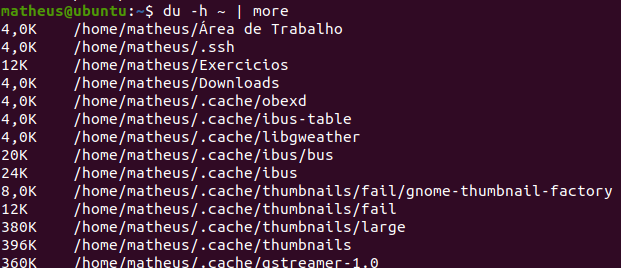 matheus@ubuntu:~$ du -h ~ | more
4,0K /home/matheus/Área de Trabalho
4,0K /home/matheus/.ssh
12K /home/matheus/Exercicios
4,0K /home/matheus/Downloads
4,0K /home/matheus/.cache/obexd
4,0K /home/matheus/.cache/ibus-table
4,0K /home/matheus/.cache/libgweather
20K /home/matheus/.cache/ibus/bus
24K /home/matheus/.cache/ibus
8,0K /home/matheus/.cache/thumbnails/fail/gnome-thumbnail-factory
12K /home/matheus/.cache/thumbnails/fail
380K /home/matheus/.cache/thumbnails/large
396K /home/matheus/.cache/thumbnails
360K /home/matheus/.cache/gstreamer-1.0